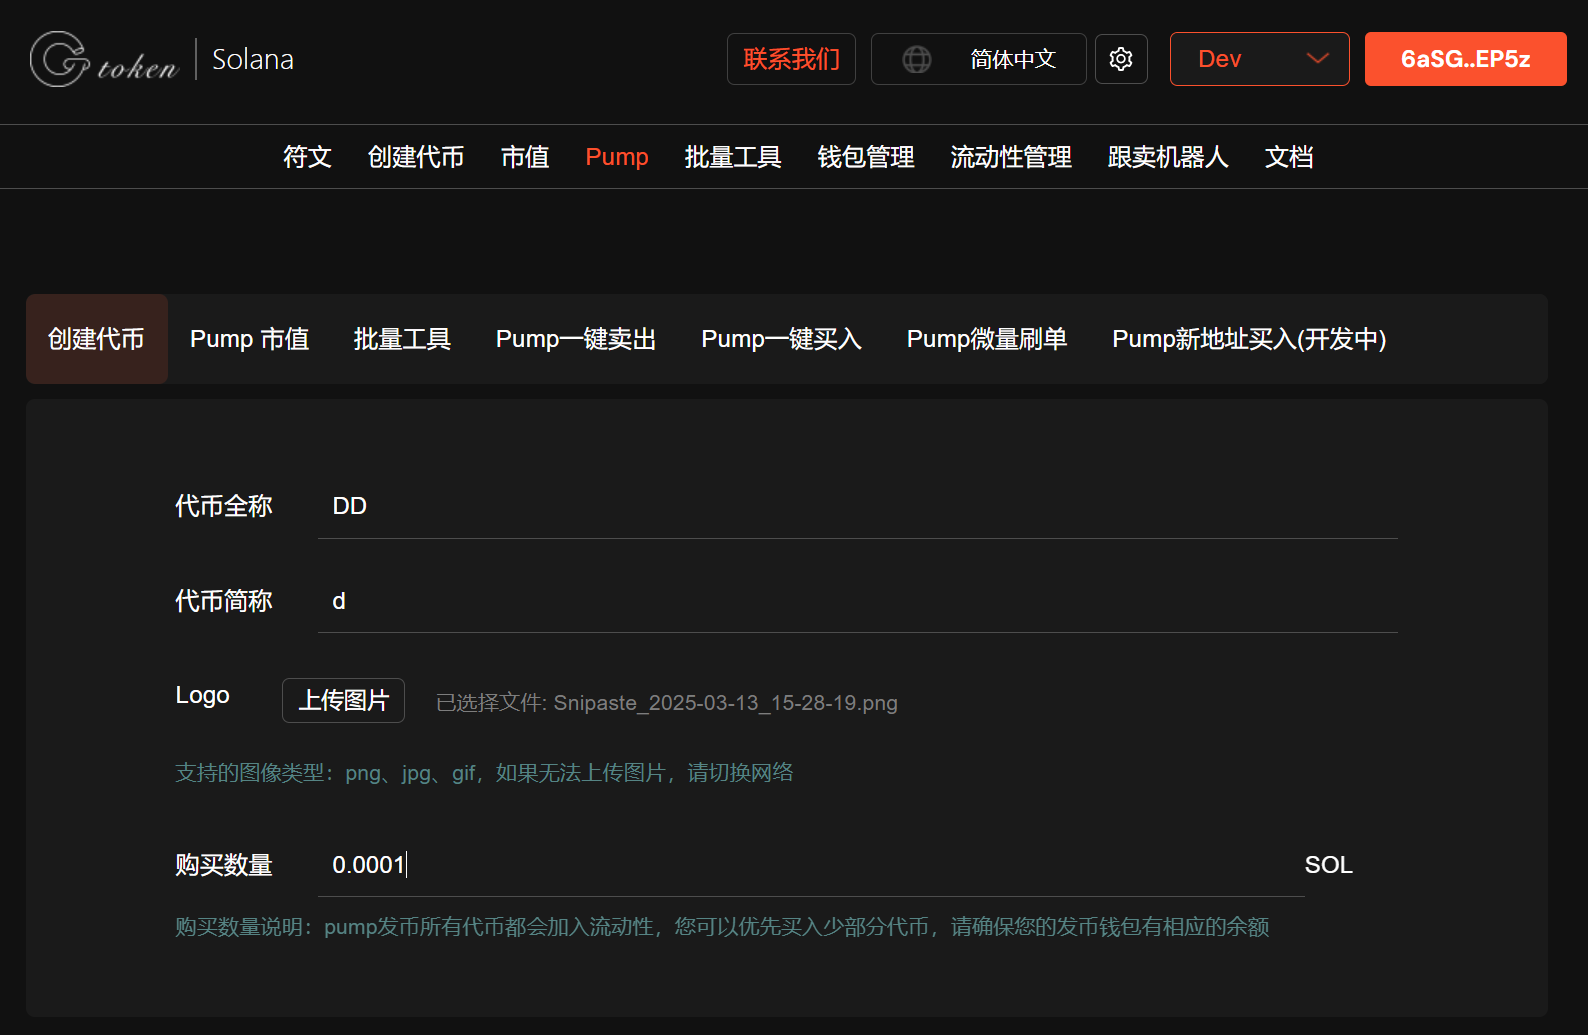 Gtoken | Solana
联系我们 简体中文 Dev 6aSG..EP5z
符文 创建代币 市值 Pump 批量工具 钱包管理 流动性管理 跟卖机器人 文档
创建代币 Pump 市值 批量工具 Pump一键卖出 Pump一键买入 Pump微量刷单 Pump新地址买入(开发中)
代币全称 DD
代币简称 d
Logo 上传图片 已选择文件: Snipaste_2025-03-13_15-28-19.png
支持的图像类型：png、jpg、gif，如果无法上传图片，请切换网络
购买数量 0.0001 SOL
购买数量说明：pump发币所有代币都会加入流动性，您可以优先买入少部分代币，请确保您的发币钱包有相应的余额